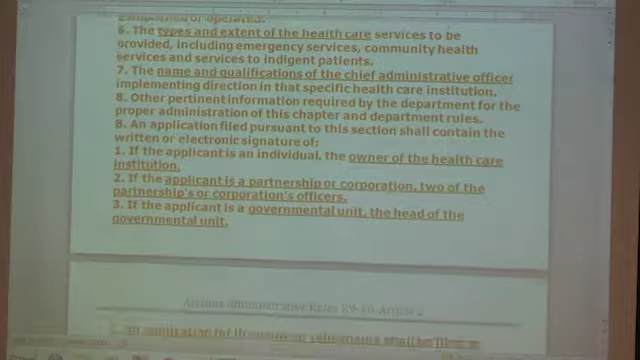 6. The types and extent of the health care services to be
provided, including emergency services, community health
services and services to indigent patients.
7. The name and qualifications of the chief administrative officer
implementing direction in that specific health care institution.
8. Other pertinent information required by the department for the
proper administration of this chapter and department rules.
B. An application filed pursuant to this section shall contain the
written or electronic signature of:
1. If the applicant is an individual, the owner of the health care
institution.
2. If the applicant is a partnership or corporation, two of the
partnership's or corporation's officers.
3. If the applicant is a governmental unit, the head of the
governmental unit.
Arizona Administrative Rules R9-10-Article